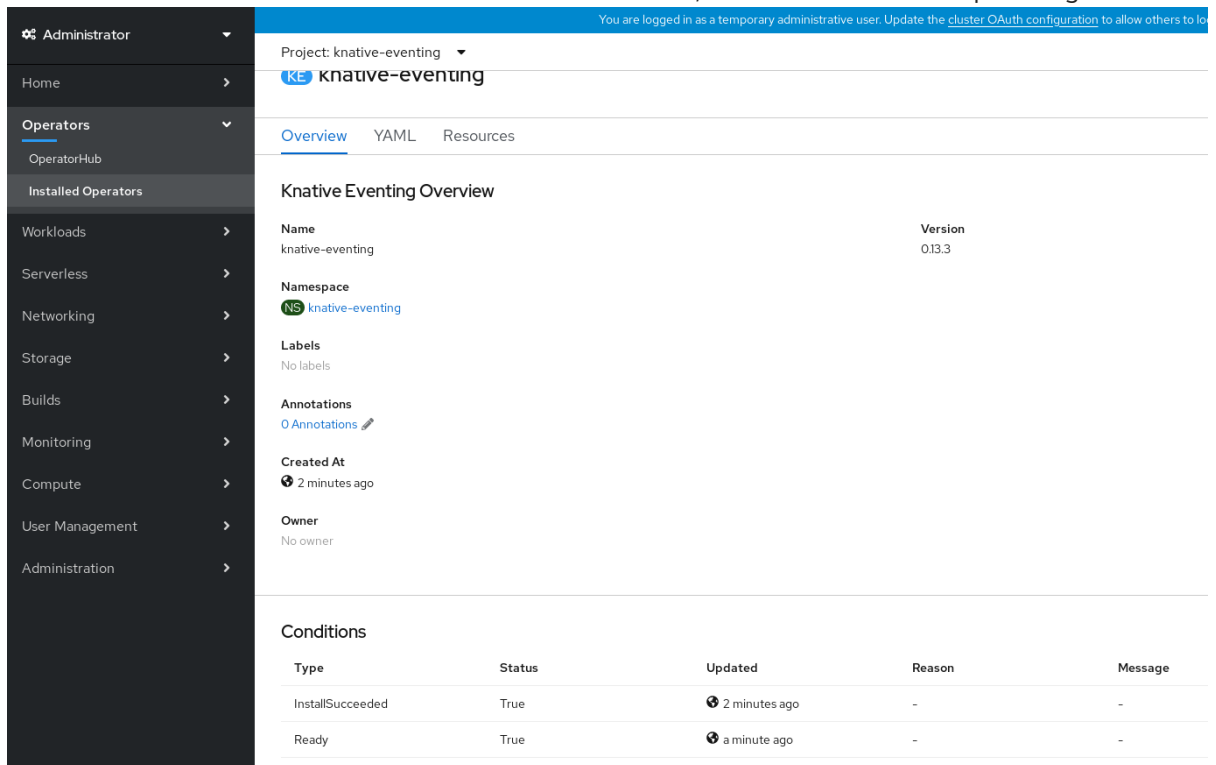 You are logged in as a temporary administrative user. Update the cluster OAuth configuration to allow others to
Administrator
Project: knative-eventing
KE knative-eventing
Home
Operators
OperatorHub
Installed Operators
Workloads
Serverless
Networking
Storage
Builds
Monitoring
Compute
User Management
Administration
Overview YAML Resources
Knative Eventing Overview
Name Version
knative-eventing 0.13.3
Namespace
NS knative-eventing
Labels
No labels
Annotations
0 Annotations
Created At
2 minutes ago
Owner
No owner
Conditions
Type Status Updated Reason Message
InstallSucceeded True 2 minutes ago - -
Ready True a minute ago - -